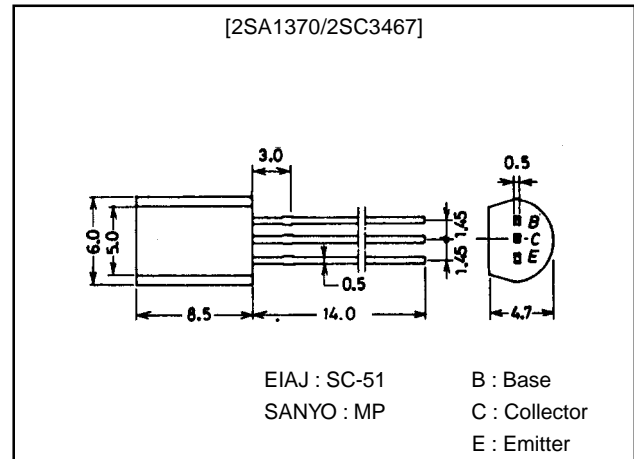 [2SA1370/2SC3467]
3.0
0.5
6.0
5.0
B
C
E
1.45
1.45
0.5
8.5
14.0
4.7
EIAJ : SC-51
B : Base
SANYO : MP
C : Collector
E : Emitter